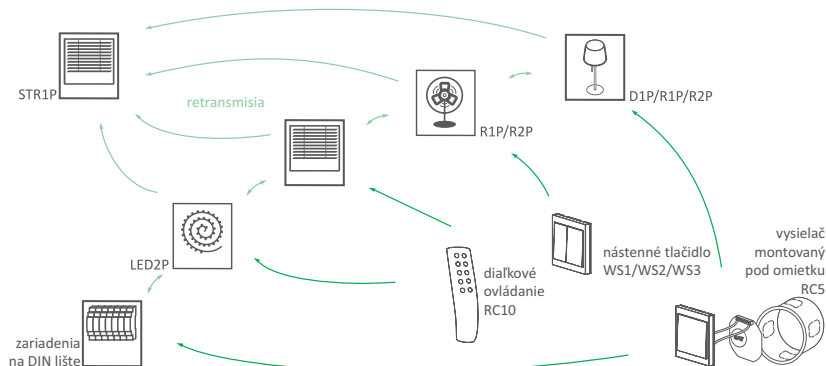 STR1P
retransmisia
D1P/R1P/R2P
R1P/R2P
LED2P
diaľkové
ovládanie
RC10
nástenné tlačidlo
WS1/WS2/WS3
vysielač
montovaný
pod omietku
RC5
zariadenia
na DIN lište